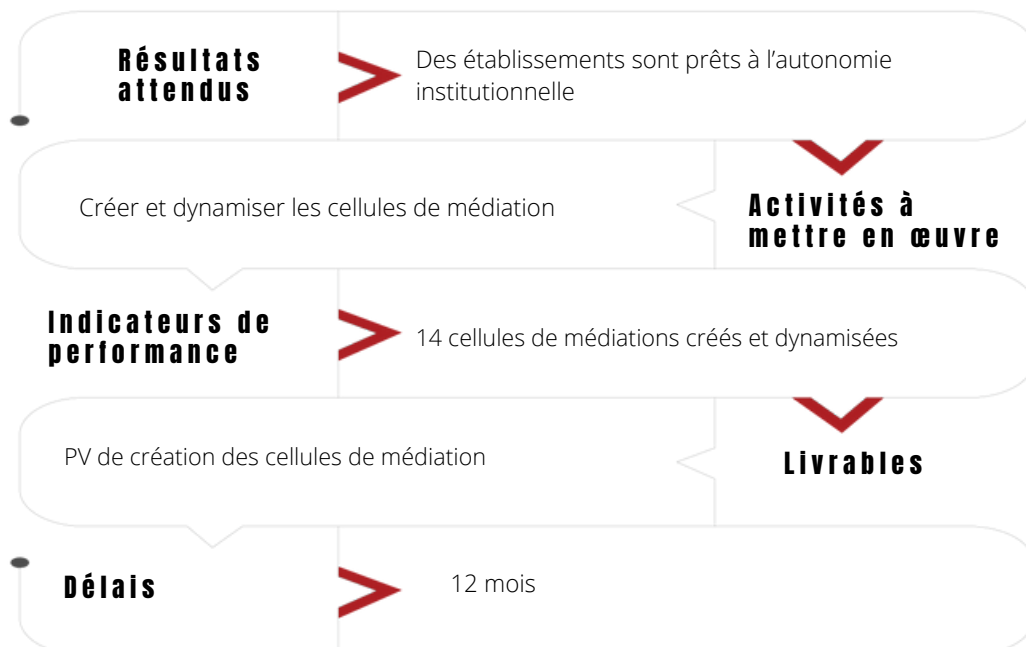 Résultats
attendus
Des établissements sont prêts à l’autonomie
institutionnelle
Créer et dynamiser les cellules de médiation
Activités à
mettre en œuvre
Indicateurs de
performance
14 cellules de médiations créés et dynamisées
PV de création des cellules de médiation
Livrables
Délais
12 mois